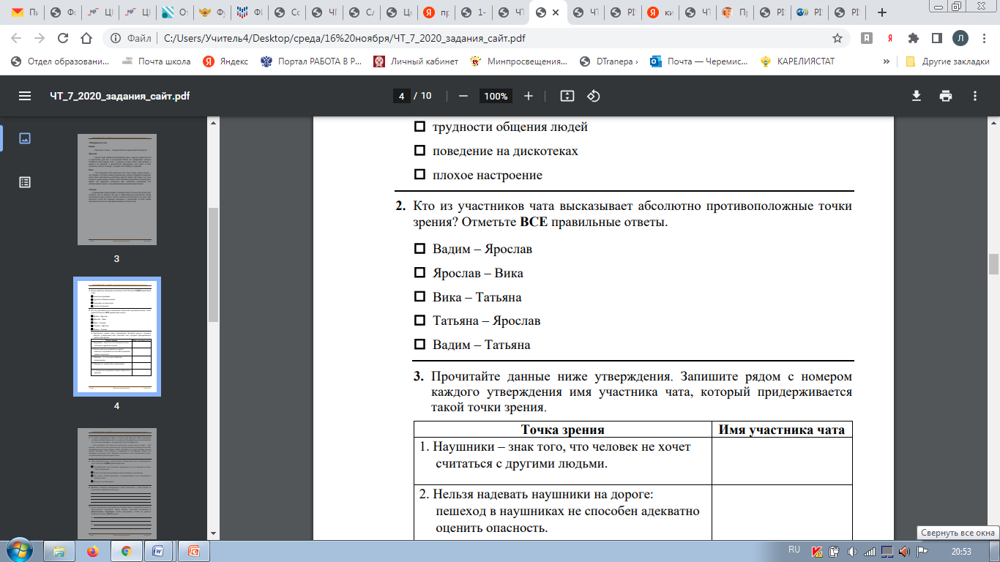 Файл
C:/Users/Учитель4/Desktop/среда/16%20ноября/ЧТ_7_2020_задания_сайт.pdf
Отдел образовани...
Почта школа
Яндекс
Портал РАБОТА В Р...
Личный кабинет
Минпросвещения...
DTranepa ›
Почта — Черемис...
КАРЕЛИЯСТАТ
»
Другие закладки
ЧТ_7_2020_задания_сайт.pdf
4 / 10
100%
3
4
трудности общения людей
поведение на дискотеках
плохое настроение
2. Кто из участников чата высказывает абсолютно противоположные точки
зрения? Отметьте ВСЕ правильные ответы.
Вадим – Ярослав
Ярослав – Вика
Вика – Татьяна
Татьяна – Ярослав
Вадим – Татьяна
3. Прочитайте данные ниже утверждения. Запишите рядом с номером
каждого утверждения имя участника чата, который придерживается
такой точки зрения.
Точка зрения
Имя участника чата
1. Наушники – знак того, что человек не хочет
считаться с другими людьми.
2. Нельзя надевать наушники на дороге:
пешеход в наушниках не способен адекватно
оценить опасность.
Свернуть все окна
RU
20:53